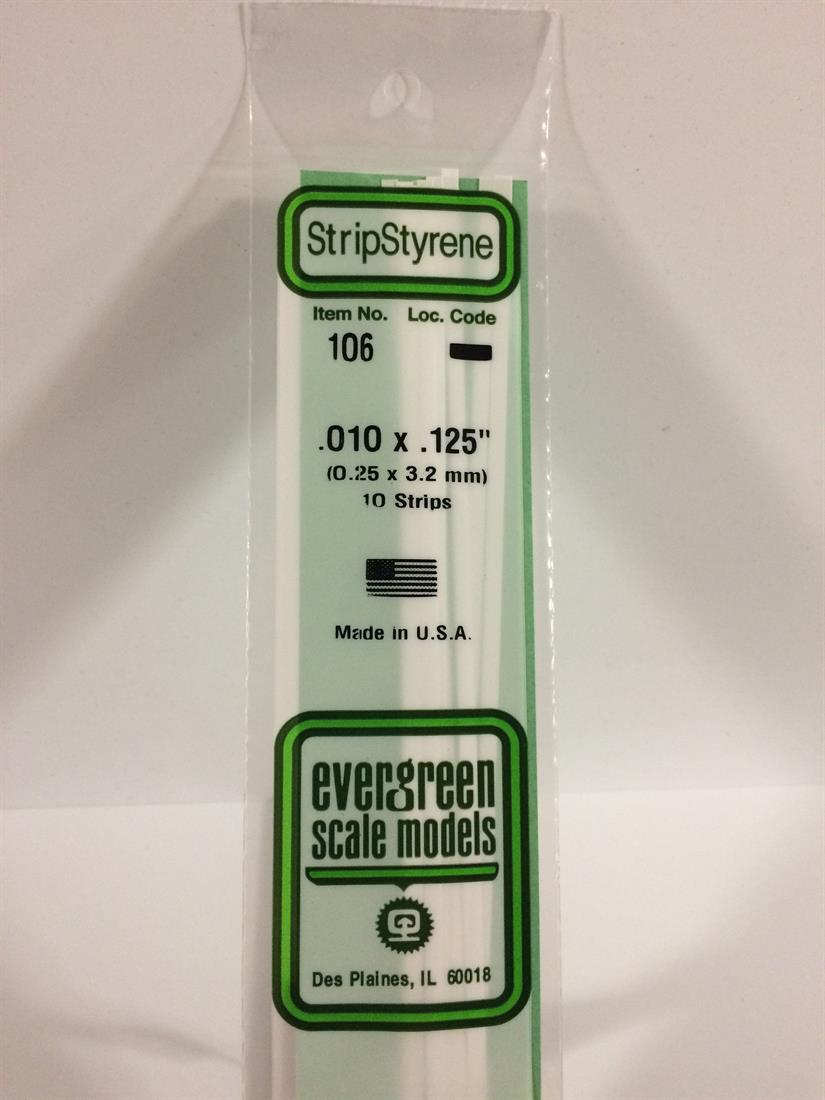 StripStyrene
Item No. Loc. Code
106
.010 x .125"
(0.25 x 3.2 mm)
10 Strips
Made in U.S.A.
evergreen
scale models
Des Plaines, IL 60018